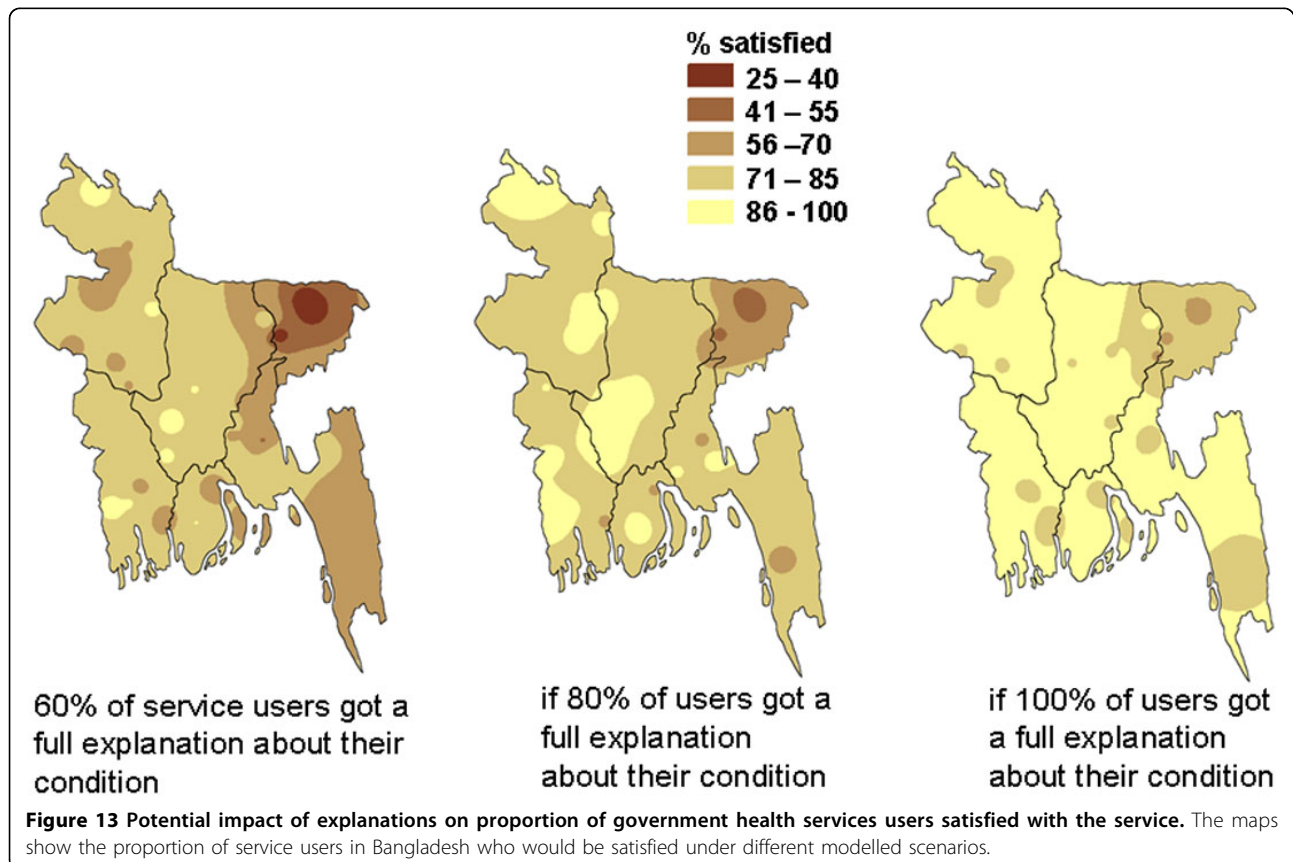 % satisfied
25 – 40
41 – 55
56 –70
71 – 85
86 - 100
60% of service users got a
full explanation about their
condition
if 80% of users got a
full explanation
about their condition
if 100% of users got
a full explanation
about their condition
Figure 13 Potential impact of explanations on proportion of government health services users satisfied with the service. The maps
show the proportion of service users in Bangladesh who would be satisfied under different modelled scenarios.